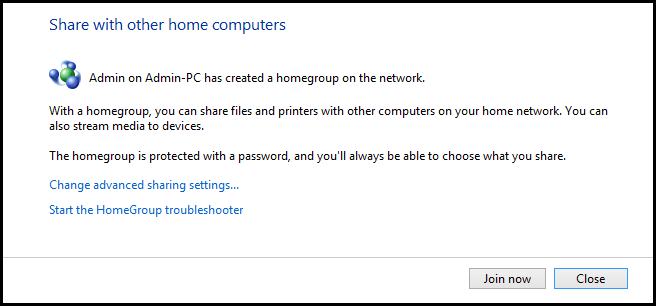 Share with other home computers
Admin on Admin-PC has created a homegroup on the network.
With a homegroup, you can share files and printers with other computers on your home network. You can
also stream media to devices.
The homegroup is protected with a password, and you'll always be able to choose what you share.
Change advanced sharing settings...
Start the HomeGroup troubleshooter
Join now
Close